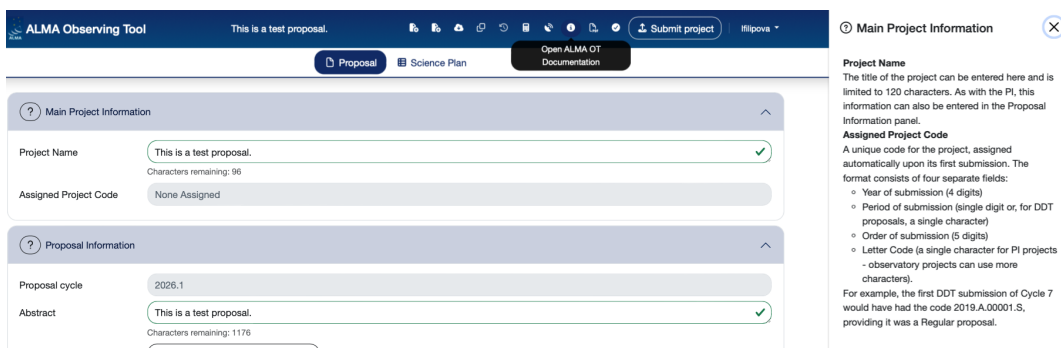 ALMA Observing Tool
This is a test proposal.
Submit project
lfilipova
Open ALMA OT
Documentation
Proposal
Science Plan
? Main Project Information
Project Name
This is a test proposal.
Characters remaining: 96
Assigned Project Code
None Assigned
? Proposal Information
Proposal cycle
2026.1
Abstract
This is a test proposal.
Characters remaining: 1176
? Main Project Information
Project Name
The title of the project can be entered here and is
limited to 120 characters. As with the PI, this
information can also be entered in the Proposal
Information panel.
Assigned Project Code
A unique code for the project, assigned
automatically upon its first submission. The
format consists of four separate fields:
◦ Year of submission (4 digits)
◦ Period of submission (single digit or, for DDT
proposals, a single character)
◦ Order of submission (5 digits)
◦ Letter Code (a single character for PI projects
- observatory projects can use more
characters).
For example, the first DDT submission of Cycle 7
would have had the code 2019.A.00001.S,
providing it was a Regular proposal.